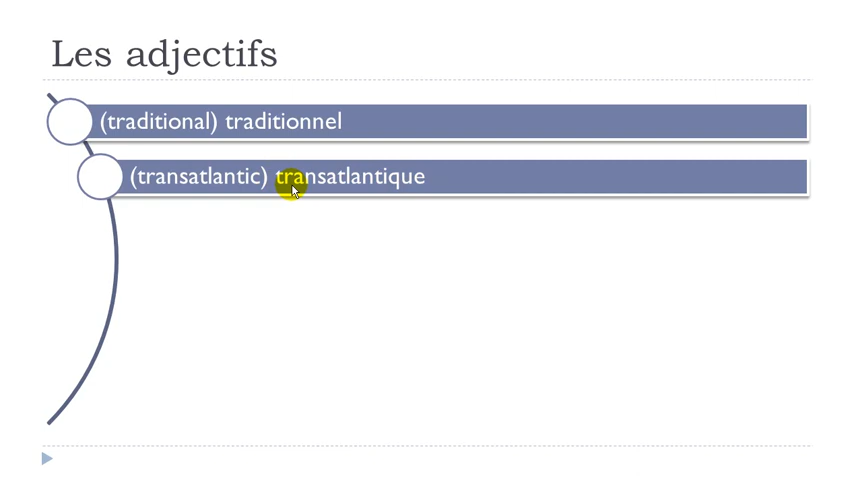 Les adjectifs
(traditional) traditionnel
(transatlantic) transatlantique